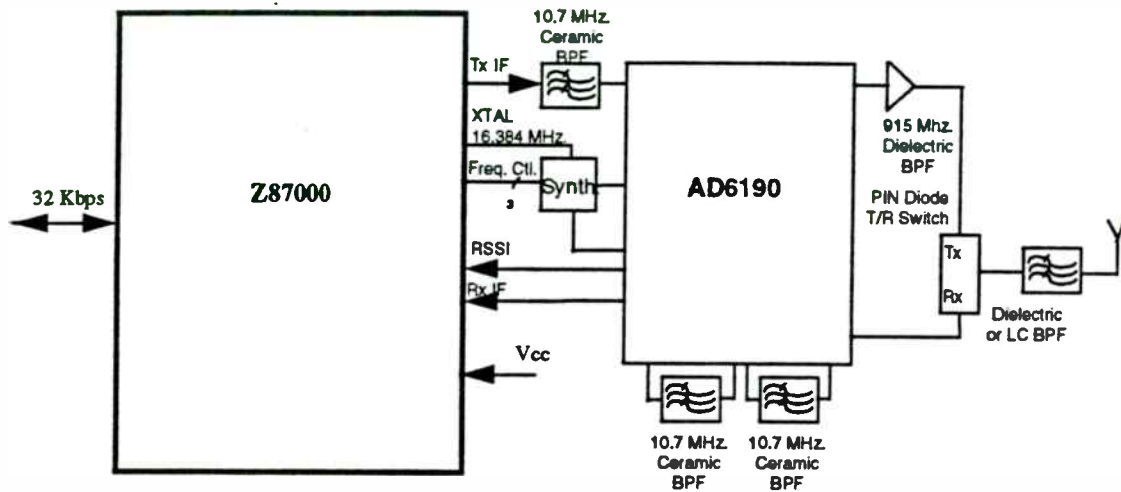 10.7 MHz.
Ceramic
BPF
Tx IF
XTAL
16.384 MHz.
Freq. Ctl.
3
Synth
Z87000
32 Kbps
RSSI
Rx IF
Vcc
AD6190
915 Mhz.
Dielectric
BPF
PIN Diode
T/R Switch
Tx
Rx
Dielectric
or LC BPF
10.7 MHz.
Ceramic
BPF
10.7 MHz.
Ceramic
BPF